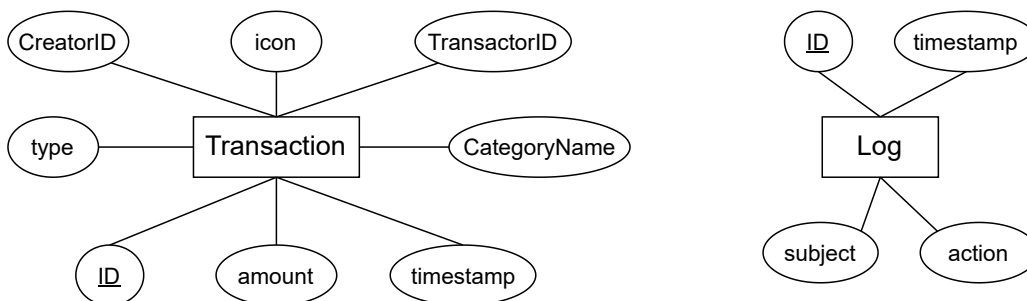 CreatorID
icon
TransactorID
type
Transaction
CategoryName
ID
amount
timestamp
ID
timestamp
Log
subject
action